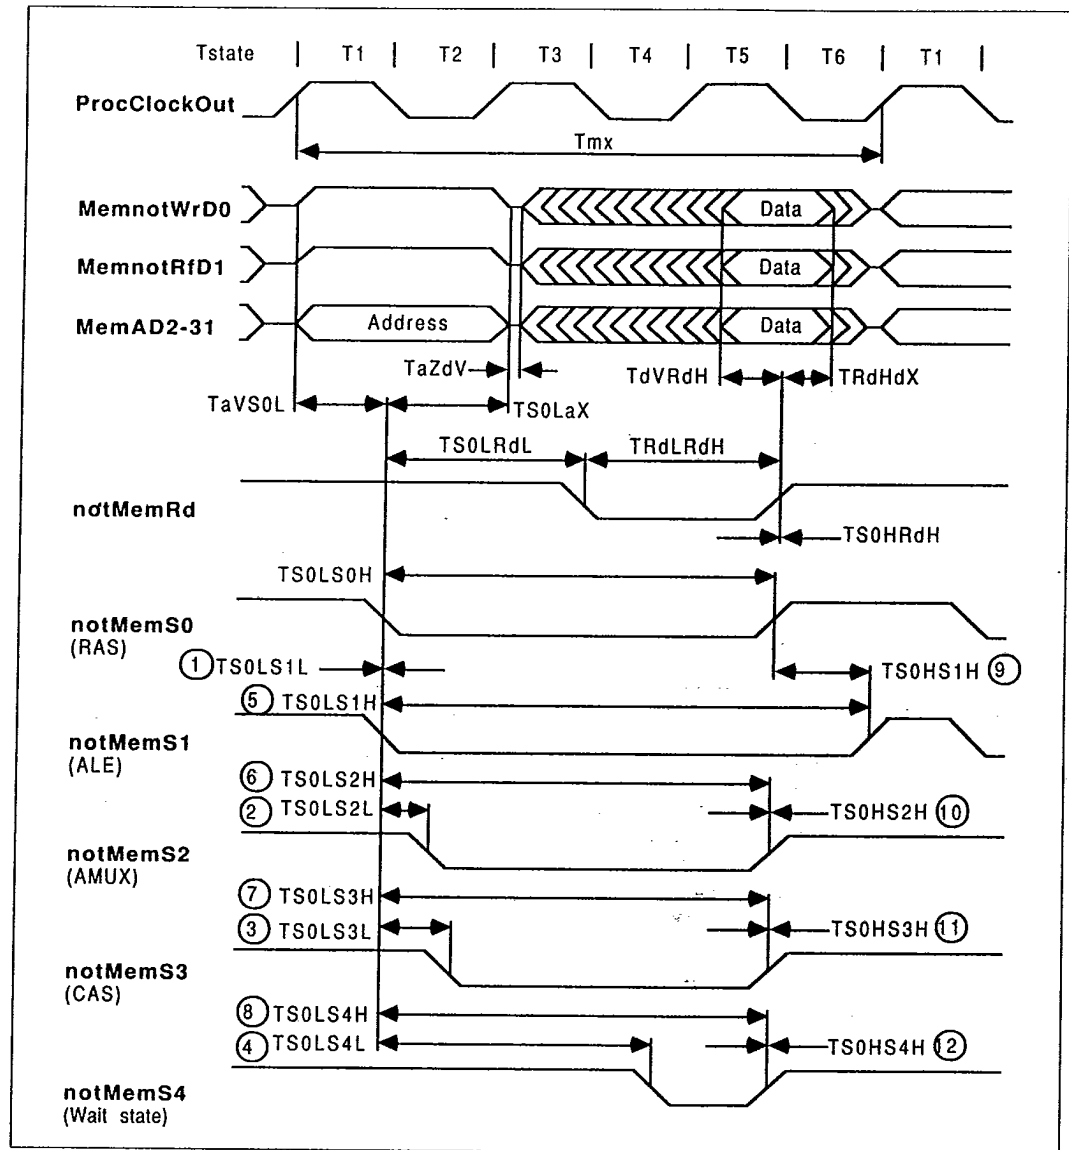 Tstate | T1 | T2 | T3 | T4 | T5 | T6 | T1 |
ProcClockOut
Tmx
MemnotWrD0 Data
MemnotRfD1 Data
MemAD2-31 Address Data
TaZdV TdVRdH TRdHdX
TaVS0L TS0LaX
TS0LRdL TRdLRdH
notMemRd
TS0HRdH
TS0LS0H
notMemS0
(RAS)
1 TS0LS1L TS0HS1H 9
5 TS0LS1H
notMemS1
(ALE)
6 TS0LS2H
2 TS0LS2L TS0HS2H 10
notMemS2
(AMUX)
7 TS0LS3H
3 TS0LS3L TS0HS3H 11
notMemS3
(CAS)
8 TS0LS4H
4 TS0LS4L TS0HS4H 12
notMemS4
(Wait state)